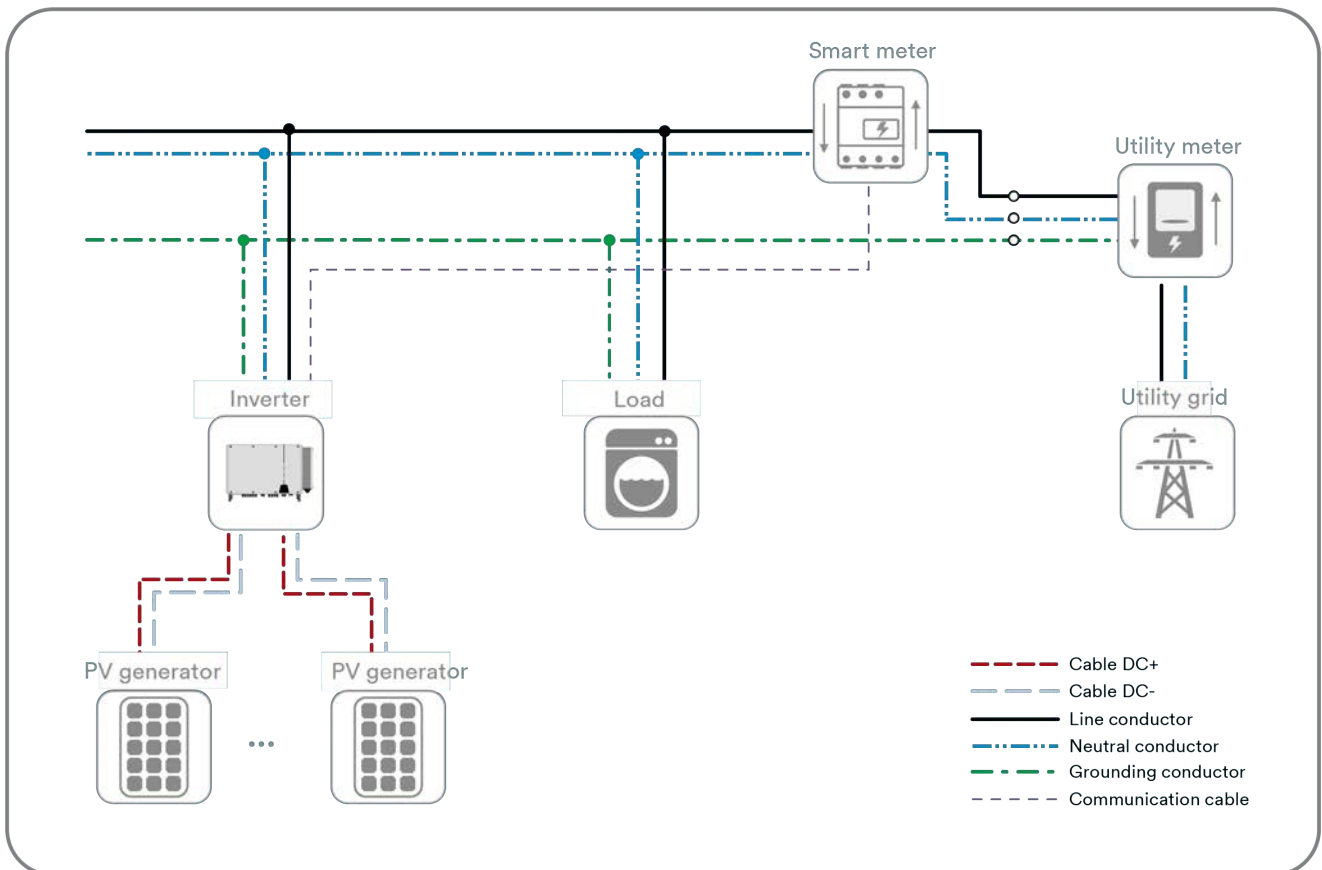 Smart meter
Utility meter
Inverter
Load
Utility grid
PV generator
PV generator
Cable DC+
Cable DC-
Line conductor
Neutral conductor
Grounding conductor
Communication cable